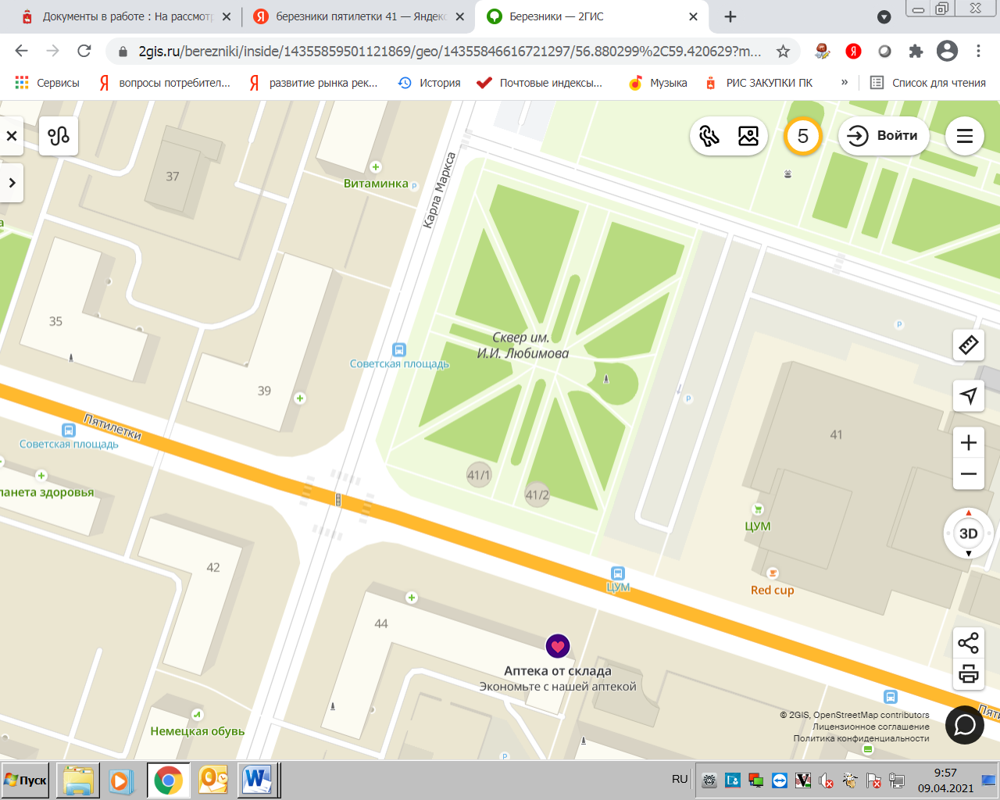 Документы в работе : На рассмотр
березники пятилетки 41 — Яндекс
Березники — 2ГИС
2gis.ru/berezniki/inside/14355859501121869/geo/14355846616721297/56.880299%2C59.420629?m...
Сервисы
вопросы потребител...
развитие рынка рек...
История
Почтовые индексы...
Музыка
РИС ЗАКУПКИ ПК
»
Список для чтения
5
Войти
37
Витаминка
Карла Маркса
35
39
Советская площадь
Сквер им.
И.И. Любимова
41
Пятилетки
Советская площадь
41/1
41/2
ланета здоровья
ЦУМ
3D
42
ЦУМ
Red cup
44
Аптека от склада
Экономьте с нашей аптекой
Немецкая обувь
Пяти
© 2GIS, OpenStreetMap contributors
Лицензионное соглашение
Политика конфиденциальности
Пуск
RU
9:57
09.04.2021